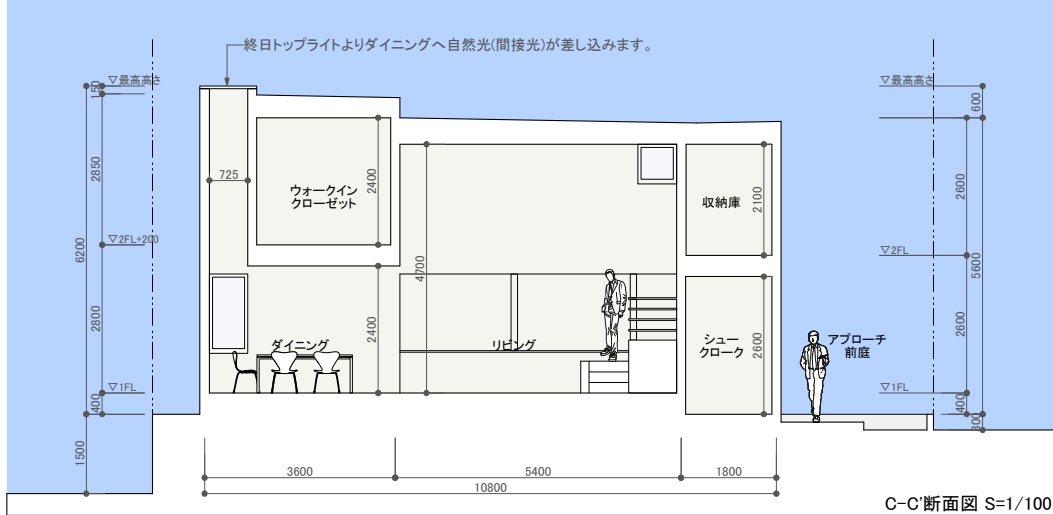 終日トップライトよりダイニングへ自然光(間接光)が差し込みます。
▽最高高さ
▽最高高さ
150
600
725
2850
2400
ウォークイン
クローゼット
収納庫
2100
2600
▽2FL+200
▽2FL
6200
4700
5600
2800
2400
ダイニング
リビング
シュー
クローク
2600
アプローチ
前庭
2600
▽1FL
▽1FL
400
400
300
1500
3600
5400
1800
10800
C-C'断面図 S=1/100